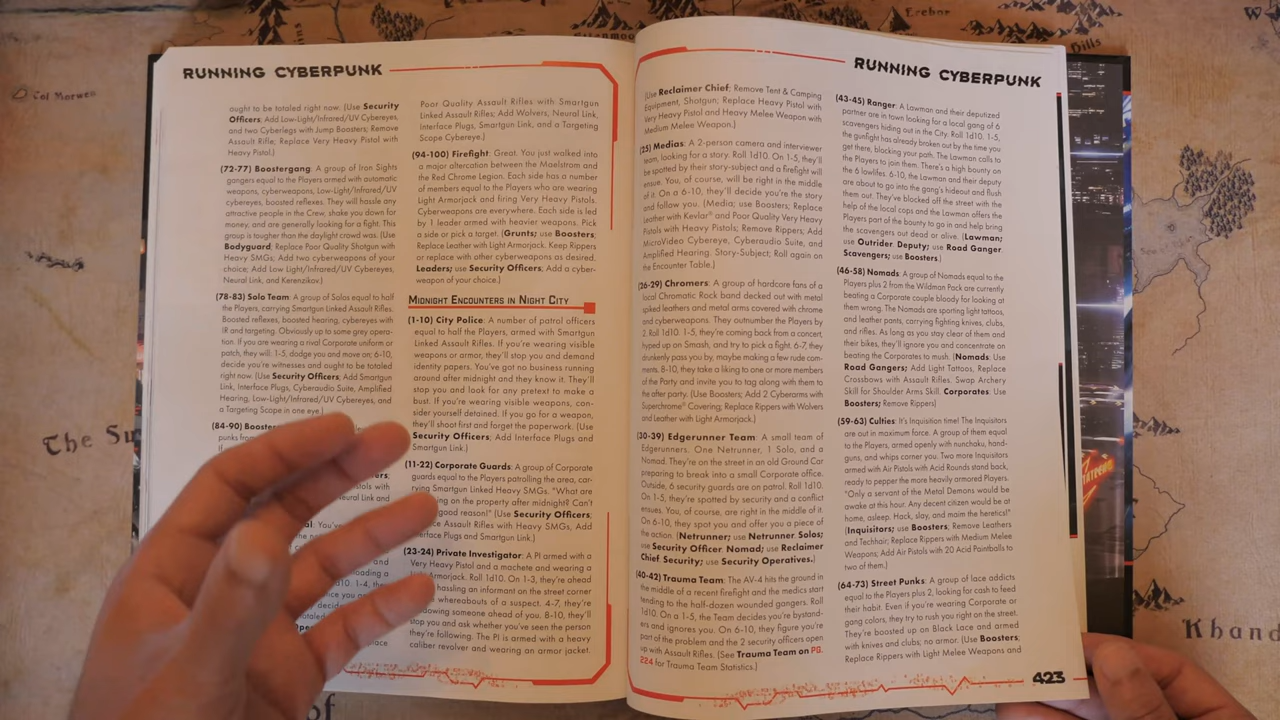 RUNNING CYBERPUNK
ought to be totaled right now. (Use Security
Officers; Add Low-Light/Infrared/UV Cybereyes,
and two Cyberlegs with Jump Boosters; Remove
Assault Rifle; Replace Very Heavy Pistol.)
(72-77) Boostergang: A group of Iron Sights
gangers equal to the Players armed with automatic
weapons, cyberweapons, Low-Light/Infrared/UV
cybereyes, boosted reflexes. They will hassle any
attractive people in the Crew, shake you down for
money, and are generally looking for a fight. This
group is tougher than the daylight crowd was. (Use
Bodyguard; Replace Poor Quality Shotgun with
Heavy SMGs; Add two cyberweapons of your
choice; Add Low Light/Infrared/UV Cybereyes,
Neural Link, and Kerenzikov.)
(78-83) Solo Team: A group of Solos equal to half
the Players, carrying Smartgun Linked Assault Rifles.
Boosted reflexes, boosted hearing, cybereyes with
IR and targeting. Obviously up to some grey opera-
tion. If you are wearing a rival Corporate uniform or
patch, they will: 1-5, dodge you and move on; 6-10,
decide you're witnesses and ought to be totaled
right now. (Use Security Officers; Add Smartgun
Link, Interface Plugs, Cyberaudio Suite, Amplified
Hearing, Low-Light/Infrared/UV Cybereyes, and
a Targeting Scope in one eye.)
(84-90) Booster
punks from
Poor Quality Assault Rifles with Smartgun
Linked Assault Rifles; Add Wolvers, Neural Link,
Interface Plugs, Smartgun Link, and a Targeting
Scope Cybereye.)
(94-100) Firefight: Great. You just walked into
a major altercation between the Maelstrom and
the Red Chrome Legion. Each side has a number
of members equal to the Players who are wearing
Light Armorjack and firing Very Heavy Pistols.
Cyberweapons are everywhere. Each side is led
by 1 leader armed with heavier weapons. Pick
a side or pick a target. (Grunts; use Boosters;
Replace Leather with Light Armorjack. Keep Rippers
or replace with other cyberweapons as desired.
Leaders; use Security Officers; Add a cyber-
weapon of your choice.)
MIDNIGHT ENCOUNTERS IN NIGHT CITY
(1-10) City Police: A number of patrol officers
equal to half the Players, armed with Smartgun
Linked Assault Rifles. If you're wearing visible
weapons or armor, they'll stop you and demand
identity papers. You've got no business running
around after midnight and they know it. They'll
stop you and look for any pretext to make a
bust. If you're wearing visible weapons, con-
sider yourself detained. If you go for a weapon,
they'll shoot first and forget the paperwork. (Use
Security Officers; Add Interface Plugs and
Smartgun Link.)
(11-22) Corporate Guards: A group of Corporate
guards equal to the Players patrolling the area, car-
rying Smartgun Linked Heavy SMGs. "What are
on the property after midnight? Can't
good reason!" (Use Security Officers;
Assault Rifles with Heavy SMGs, Add
Plugs and Smartgun Link.)
(23-24) Private Investigator: A PI armed with a
Very Heavy Pistol and a machete and wearing a
Light Armorjack. Roll 1d10. On 1-3, they're ahead
hassling an informant on the street corner
whereabouts of a suspect. 4-7, they're
someone ahead of you. 8-10, they'll
stop you and ask whether you've seen the person
they're following. The PI is armed with a heavy
caliber revolver and wearing an armor jacket.
RUNNING CYBERPUNK
(Use Reclaimer Chief; Remove Tent & Camping
Equipment, Shotgun; Replace Heavy Pistol with
Very Heavy Pistol and Heavy Melee Weapon with
Medium Melee Weapon.)
(25) Medias: A 2-person camera and interviewer
team, looking for a story. Roll 1d10. On 1-5, they'll
be spotted by their story-subject and a firefight will
ensue. You, of course, will be right in the middle
of it. On a 6-10, they'll decide you're the story
and follow you. (Media; use Boosters; Replace
Leather with Kevlar® and Poor Quality Very Heavy
Pistols with Heavy Pistols; Remove Rippers, Add
MicroVideo Cybereye, Cyberaudio Suite, and
Amplified Hearing. Story-Subject; Roll again on
the Encounter Table.)
(26-29) Chromers: A group of hardcore fans of a
local Chromatic Rock band decked out with metal
spiked leathers and metal arms covered with chrome
and cyberweapons. They outnumber the Players by
2. Roll 1d10. 1-5, they're coming back from a concert,
hyped up on Smash, and try to pick a fight. 6-7, they
drunkenly pass you by, maybe making a few rude com-
ments. 8-10, they take a liking to one or more members
of the Party and invite you to tag along with them to
the after party. (Use Boosters; Add 2 Cyberarms with
Superchrome® Covering; Replace Rippers with Wolvers
and Leather with Light Armorjack.)
(30-39) Edgerunner Team: A small team of
Edgerunners. One Netrunner, 1 Solo, and a
Nomad. They're on the street in an old Ground Car
preparing to break into a small Corporate office.
Outside, 6 security guards are on patrol. Roll 1d10.
On 1-5, they're spotted by security and a conflict
ensues. You, of course, are right in the middle of it.
On 6-10, they spot you and offer you a piece of
the action. (Netrunner; use Netrunner. Solos;
use Security Officer. Nomad; use Reclaimer
Chief. Security; use Security Operatives.)
(40-42) Trauma Team: The AV-4 hits the ground in
the middle of a recent firefight and the medics start
tending to the half-dozen wounded gangers. Roll
1d10. On a 1-5, the Team decides you're bystand-
ers and ignores you. On 6-10, they figure you're
part of the problem and the 2 security officers open
up with Assault Rifles. (See Trauma Team on PG.
224 for Trauma Team Statistics.)
(43-45) Ranger: A Lawman and their deputized
partner are in town looking for a local gang of 6
scavengers hiding out in the City. Roll 1d10. 1-5,
the gunfight has already broken out by the time you
get there, blocking your path. The Lawman calls to
the Players to join them. There's a high bounty on
the 6 lowlifes. 6-10, the Lawman and their deputy
are about to go into the gang's hideout and flush
them out. They've blocked off the street with the
help of the local cops and the Lawman offers the
Players part of the bounty to go in and help bring
the scavengers out dead or alive. (Lawman;
use Outrider. Deputy; use Road Ganger.
Scavengers; use Boosters.)
(46-58) Nomads: A group of Nomads equal to the
Players plus 2 from the Wildman Pack are currently
beating a Corporate couple bloody for looking at
them wrong. The Nomads are sporting light tattoos,
and leather pants, carrying fighting knives, clubs,
and rifles. As long as you stay clear of them and
their bikes, they'll ignore you and concentrate on
beating the Corporates to mush. (Nomads: Use
Road Gangers; Add Light Tattoos, Replace
Crossbows with Assault Rifles. Swap Archery
Skill for Shoulder Arms Skill. Corporates: Use
Boosters; Remove Rippers)
(59-63) Culties: It's Inquisition time! The Inquisitors
are out in maximum force. A group of them equal
to the Players, armed with nunchaku, hand-
guns, and whips corner you. Two more Inquisitors
armed with Air Pistols with Acid Rounds stand back,
ready to pepper the more heavily armored Players.
"Only a servant of the Metal Demons would be
awake at this hour. Any decent citizen would be at
home, asleep. Hack, slay, and maim the heretics!"
(Inquisitors; use Boosters; Remove Leathers
and Techhair; Replace Rippers with Medium Melee
Weapons; Add Air Pistols with 20 Acid Paintballs to
two of them.)
(64-73) Street Punks: A group of lace addicts
equal to the Players plus 2, looking for cash to feed
their habit. Even if you're wearing Corporate or
gang colors, they try to rush you right on the street.
They're boosted up on Black Lace and armed
with knives and clubs; no armor. (Use Boosters;
Replace Rippers with Light Melee Weapons and
423
Col Marwen
The Su
Erebor
Hills
Khand
of